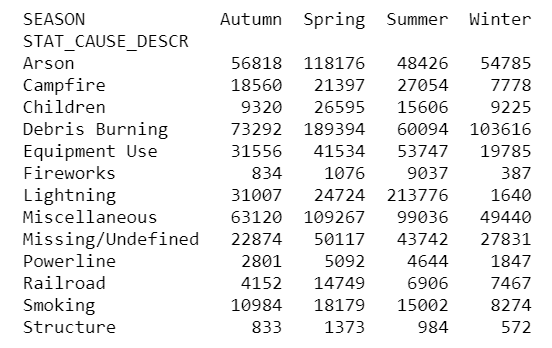 SEASON Autumn Spring Summer Winter
STAT_CAUSE_DESCR
Arson 56818 118176 48426 54785
Campfire 18560 21397 27054 7778
Children 9320 26595 15606 9225
Debris Burning 73292 189394 60094 103616
Equipment Use 31556 41534 53747 19785
Fireworks 834 1076 9037 387
Lightning 31007 24724 213776 1640
Miscellaneous 63120 109267 99036 49440
Missing/Undefined 22874 50117 43742 27831
Powerline 2801 5092 4644 1847
Railroad 4152 14749 6906 7467
Smoking 10984 18179 15002 8274
Structure 833 1373 984 572